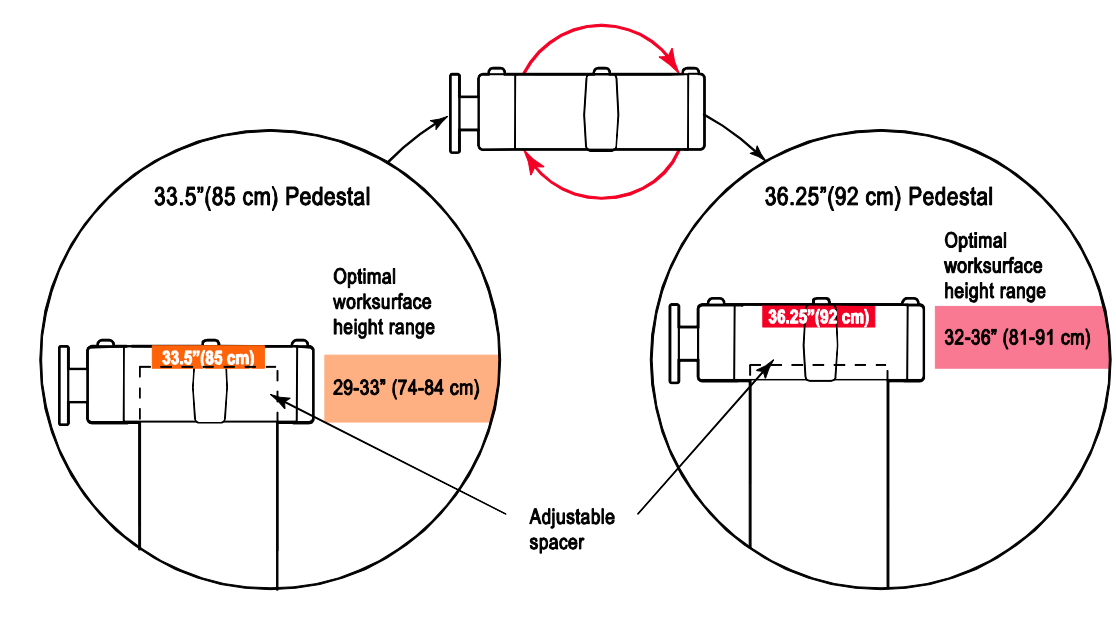 33.5”(85 cm) Pedestal
Optimal
worksurface
height range
33.5”(85 cm)
29-33” (74-84 cm)
36.25”(92 cm) Pedestal
Optimal
worksurface
height range
36.25”(92 cm)
32-36” (81-91 cm)
Adjustable
spacer